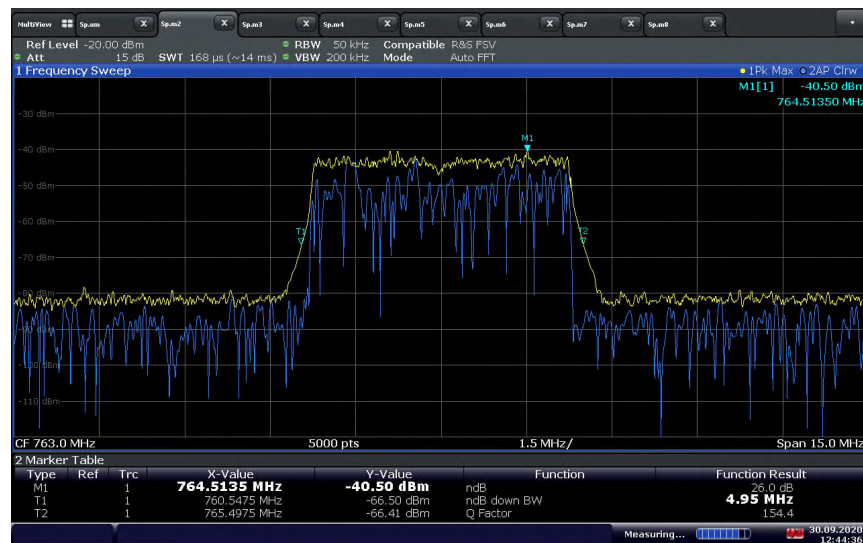 MultiView Sp.um X Sp.m2 X Sp.m3 X Sp.m4 X Sp.m5 X Sp.m6 X Sp.m7 X Sp.m8 X
Ref Level -20.00 dBm RBW 50 kHz Compatible R&S FSV
Att 15 dB SWT 168 µs (~14 ms) VBW 200 kHz Mode Auto FFT
1 Frequency Sweep 1Pk Max 2AP Clrw
M1[1] -40.50 dBm
764.51350 MHz
-30 dBm
-40 dBm
M1
-50 dBm
-60 dBm
T1 T2
-70 dBm
-80 dBm
-90 dBm
-100 dBm
-110 dBm
CF 763.0 MHz 5000 pts 1.5 MHz/ Span 15.0 MHz
2 Marker Table
Type Ref Trc X-Value Y-Value Function Function Result
M1 1 764.5135 MHz -40.50 dBm ndB 26.0 dB
T1 1 760.5475 MHz -66.50 dBm ndB down BW 4.95 MHz
T2 1 765.4975 MHz -66.41 dBm Q Factor 154.4
Measuring... 30.09.2020
12:44:36